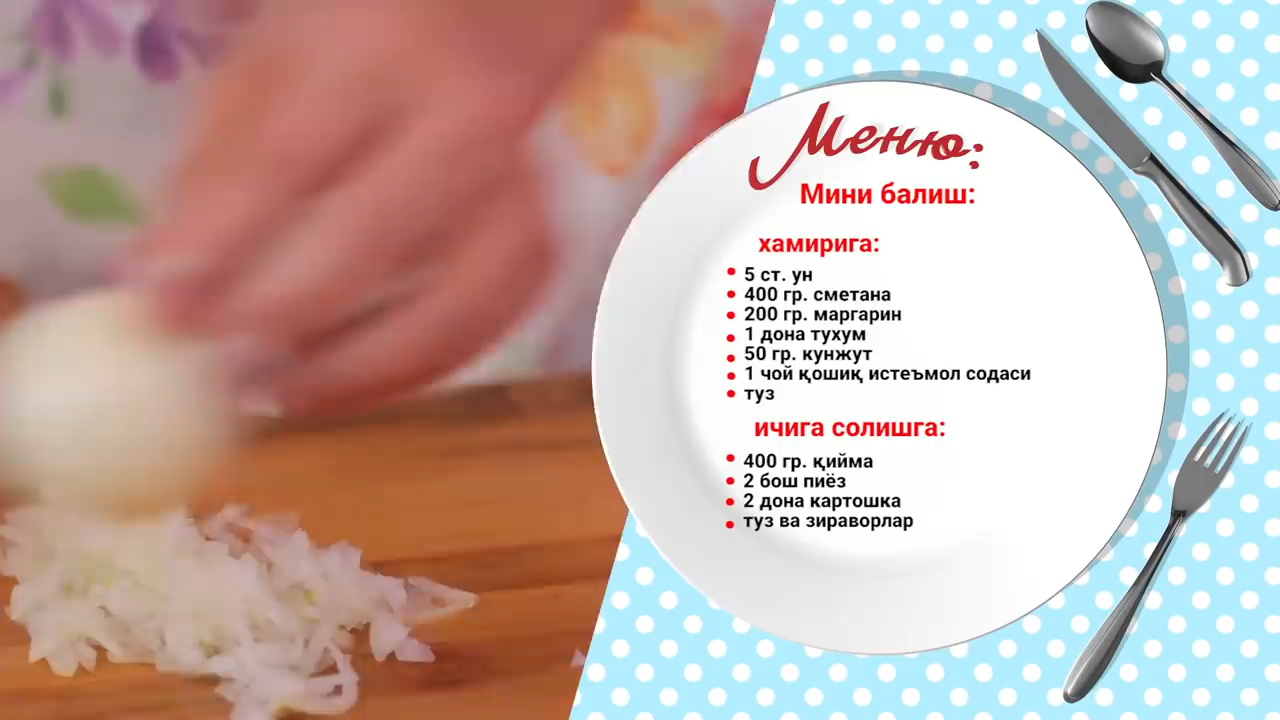 Меню:
Мини балиш:
хамирига:
• 5 ст. ун
• 400 гр. сметана
• 200 гр. маргарин
• 1 дона тухум
• 50 гр. кунжут
• 1 чой қошиқ истеъмол содаси
• туз
ичига солишга:
• 400 гр. қийма
• 2 бош пиёз
• 2 дона картошка
• туз ва зираворлар